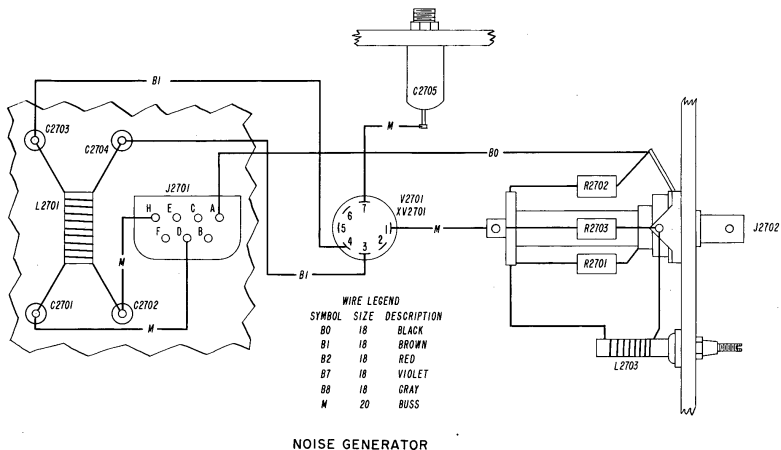 C2705
B1
M
C2703
C2704
B0
J2701
L2701
H E C A
F D B
V2701
XV2701
7
6
5
4
3
2
1
R2702
R2703
R2701
M
J2702
M
B1
C2701
C2702
M
L2703
WIRE LEGEND
SYMBOL SIZE DESCRIPTION
B0 18 BLACK
B1 18 BROWN
B2 18 RED
B7 18 VIOLET
B8 18 GRAY
M 20 BUSS
NOISE GENERATOR